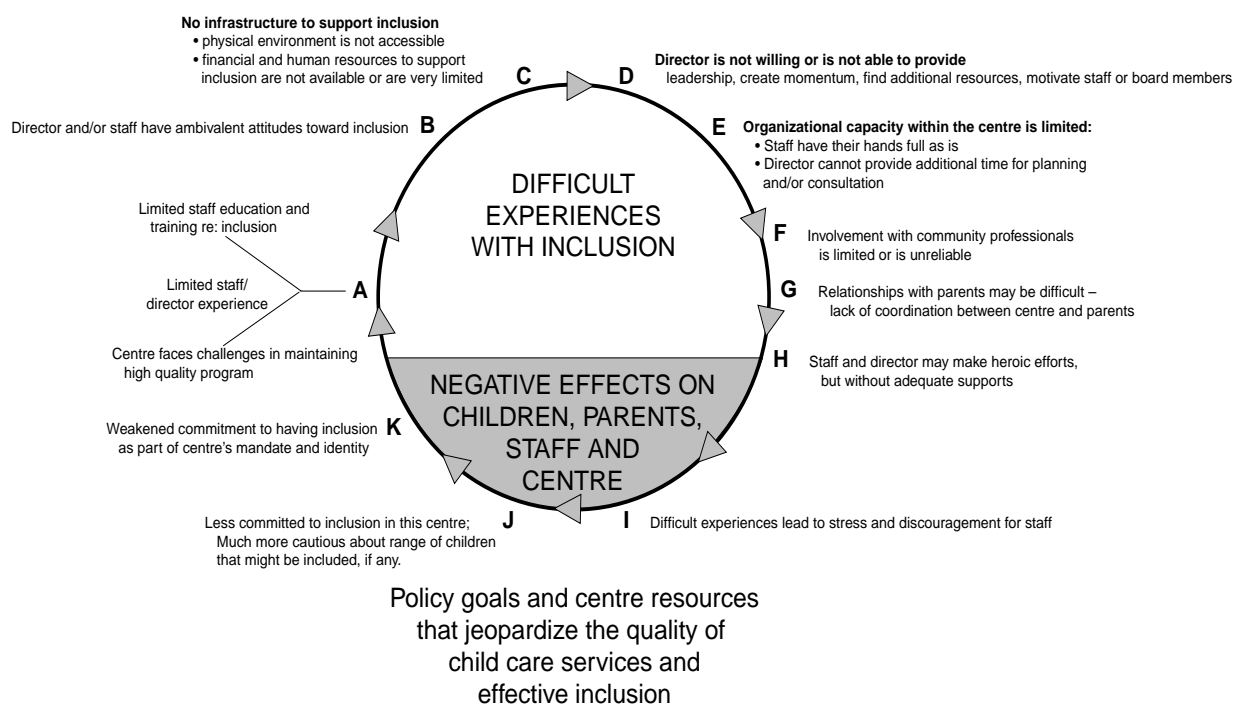 No infrastructure to support inclusion
• physical environment is not accessible
• financial and human resources to support
inclusion are not available or are very limited
C
D
Director is not willing or is not able to provide
leadership, create momentum, find additional resources, motivate staff or board members
Director and/or staff have ambivalent attitudes toward inclusion
B
E
Organizational capacity within the centre is limited:
• Staff have their hands full as is
• Director cannot provide additional time for planning
and/or consultation
DIFFICULT
EXPERIENCES
WITH INCLUSION
Limited staff education and
training re: inclusion
Limited staff/
director experience
Centre faces challenges in maintaining
high quality program
A
F
Involvement with community professionals
is limited or is unreliable
G
Relationships with parents may be difficult –
lack of coordination between centre and parents
H
Staff and director may make heroic efforts,
but without adequate supports
NEGATIVE EFFECTS ON
CHILDREN, PARENTS,
STAFF AND
CENTRE
Weakened commitment to having inclusion
as part of centre's mandate and identity
K
Less committed to inclusion in this centre;
Much more cautious about range of children
that might be included, if any.
J
I
Difficult experiences lead to stress and discouragement for staff
Policy goals and centre resources
that jeopardize the quality of
child care services and
effective inclusion